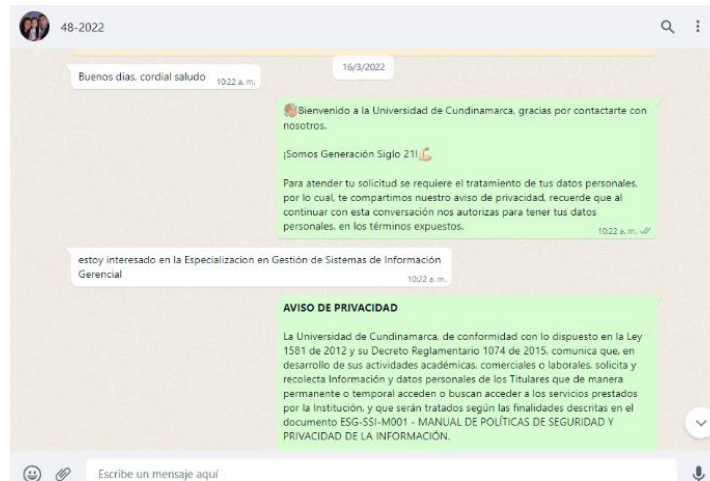 48-2022
16/3/2022
Buenos dias. cordial saludo 10:22 a. m.
Bienvenido a la Universidad de Cundinamarca, gracias por contactarte con
nosotros.
¡Somos Generación Siglo 21!
Para atender tu solicitud se requiere el tratamiento de tus datos personales.
por lo cual, te compartimos nuestro aviso de privacidad, recuerde que al
continuar con esta conversación nos autorizas para tener tus datos
personales. en los términos expuestos. 10:22 a. m.
estoy interesado en la Especializacion en Gestión de Sistemas de Información
Gerencial 10:22 a. m.
AVISO DE PRIVACIDAD
La Universidad de Cundinamarca, de conformidad con lo dispuesto en la Ley
1581 de 2012 y su Decreto Reglamentario 1074 de 2015. comunica que, en
desarrollo de sus actividades académicas, comerciales o laborales, solicita y
recolecta Información y datos personales de los Titulares que de manera
permanente o temporal acceden o buscan acceder a los servicios prestados
por la Institución, y que serán tratados según las finalidades descritas en el
documento ESG-SSI-M001 - MANUAL DE POLÍTICAS DE SEGURIDAD Y
PRIVACIDAD DE LA INFORMACIÓN.
Escribe un mensaje aquí